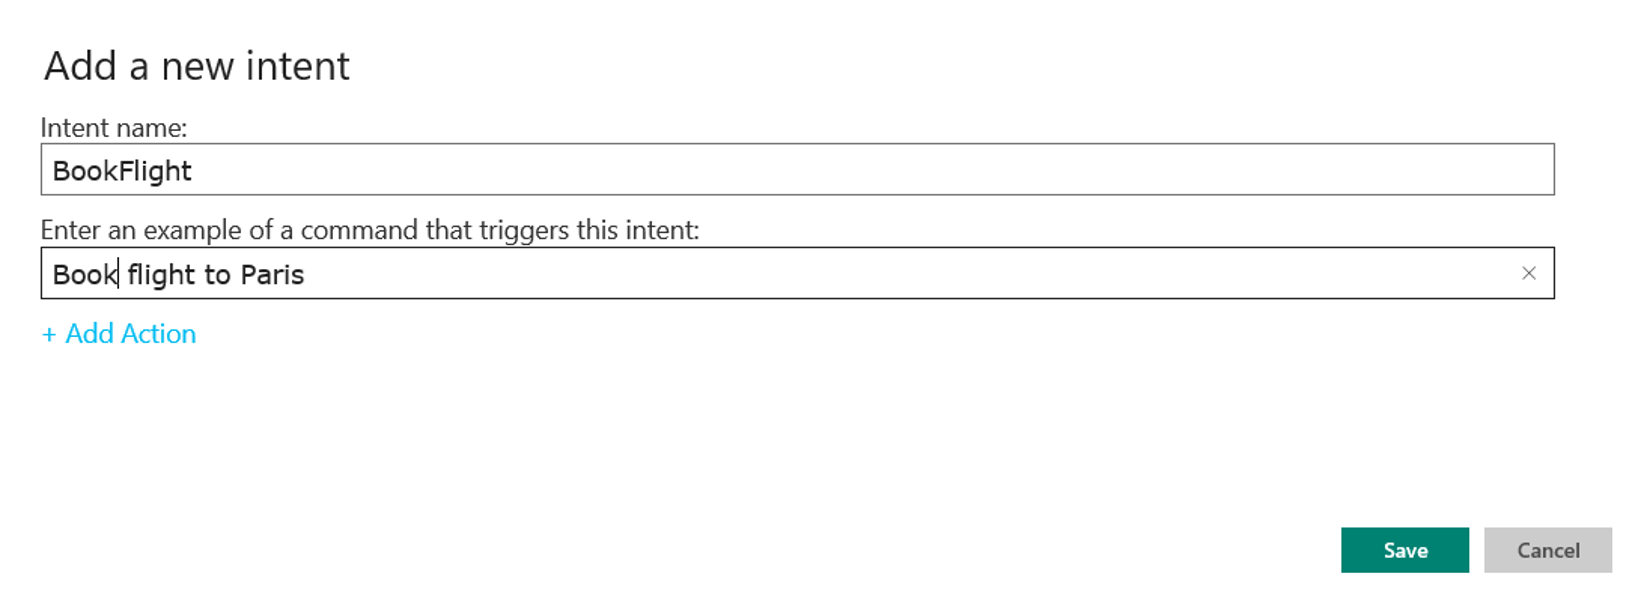 Add a new intent
Intent name:
BookFlight
Enter an example of a command that triggers this intent:
Book flight to Paris
+ Add Action
Save Cancel